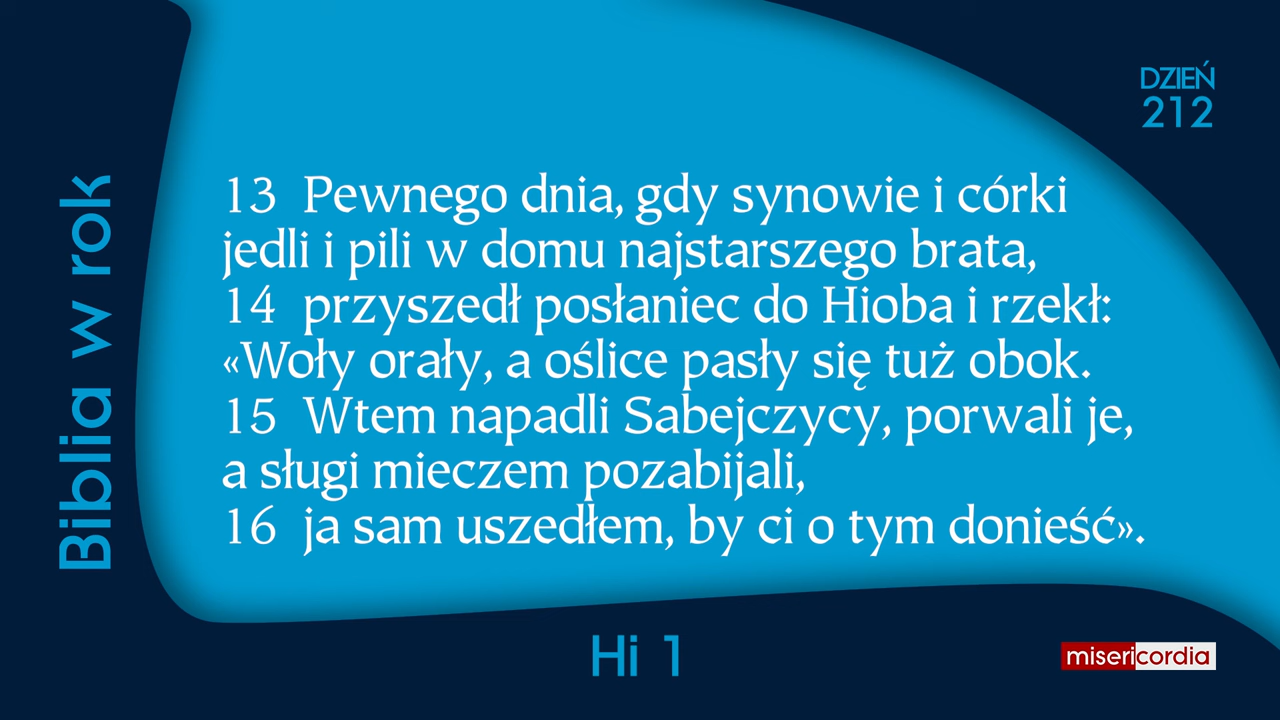 DZIEŃ
212
Biblia w rok
13 Pewnego dnia, gdy synowie i córki
jedli i pili w domu najstarszego brata,
14 przyszedł posłaniec do Hioba i rzekł:
«Woły orały, a oślice pasły się tuż obok.
15 Wtem napadli Sabejczycy, porwali je,
a sługi mieczem pozabijali,
16 ja sam uszedłem, by ci o tym donieść».
Hi 1
misericordia